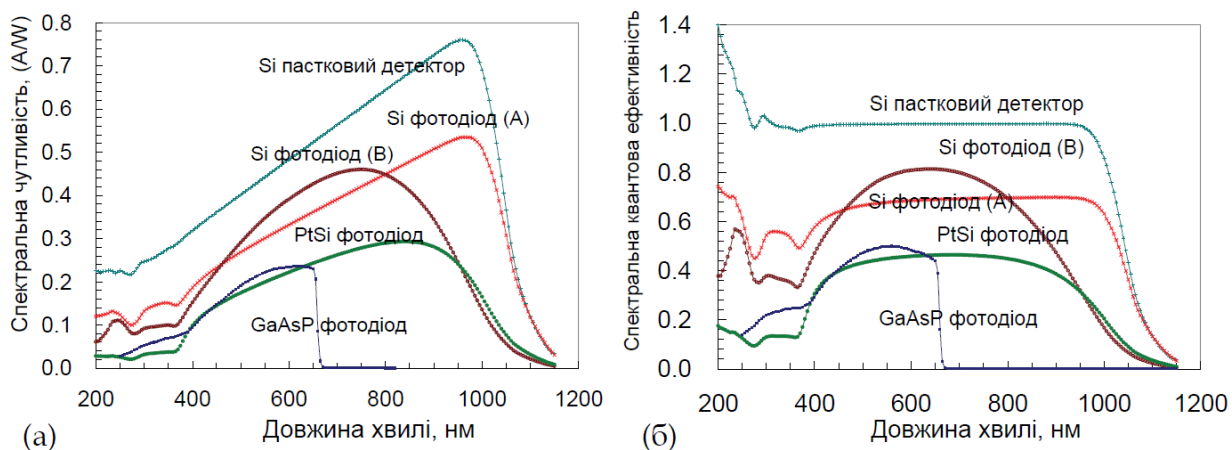 Спектральна чутливість, (A/W)
0.8
0.7
0.6
0.5
0.4
0.3
0.2
0.1
0.0
Si пастковий детектор
Si фотодіод (A)
Si фотодіод (B)
PtSi фотодіод
GaAsP фотодіод
200 400 600 800 1000 1200
(а) Довжина хвилі, нм
Спектральна квантова ефективність
1.4
1.2
1.0
0.8
0.6
0.4
0.2
0.0
Si пастковий детектор
Si фотодіод (B)
Si фотодіод (A)
PtSi фотодіод
GaAsP фотодіод
200 400 600 800 1000 1200
(б) Довжина хвилі, нм